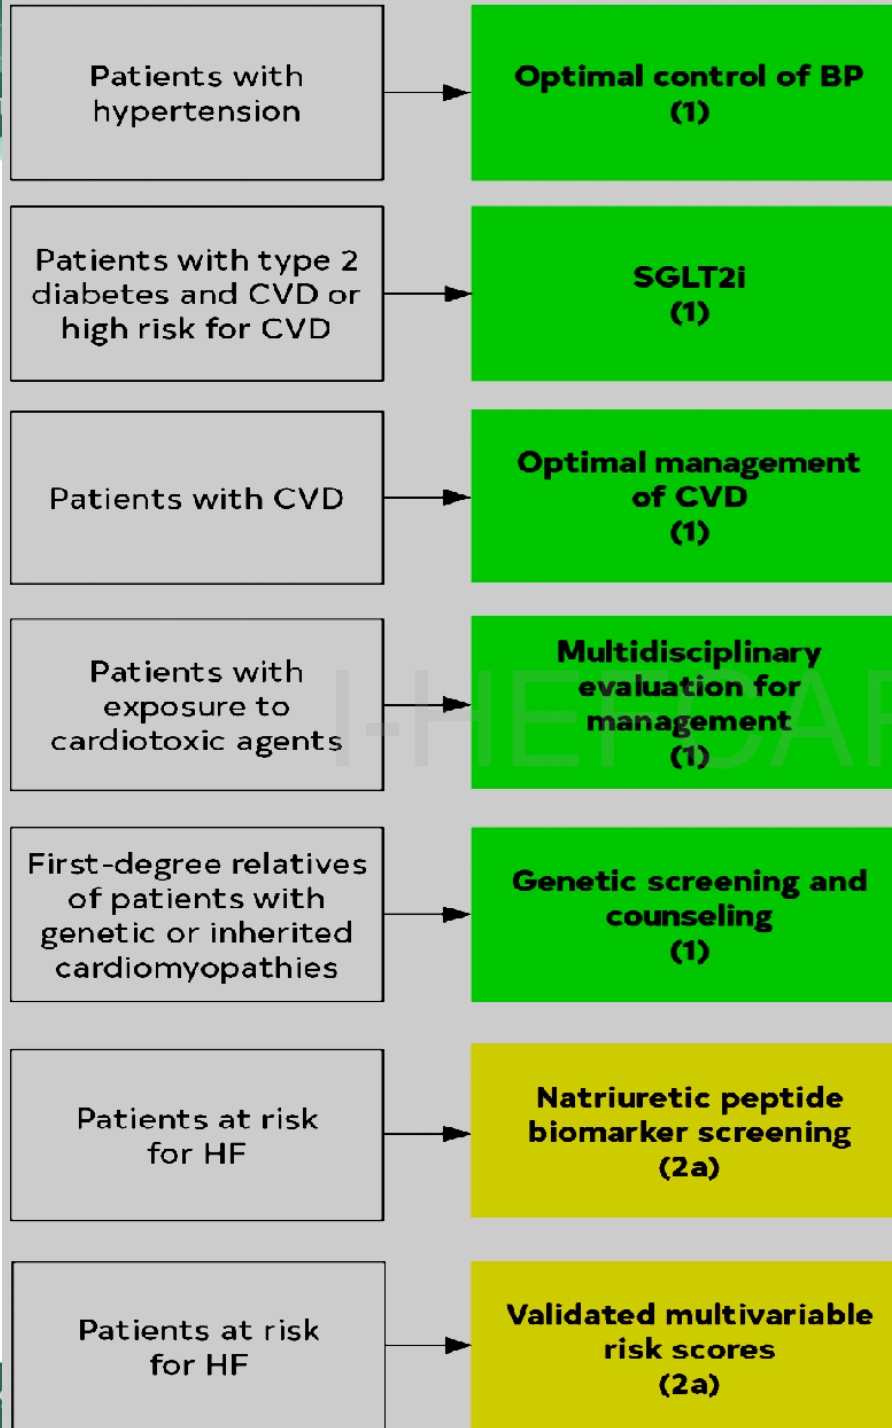 Patients with
hypertension
Optimal control of BP
(1)
Patients with type 2
diabetes and CVD or
high risk for CVD
SGLT2i
(1)
Patients with CVD
Optimal management
of CVD
(1)
Patients with
exposure to
cardiotoxic agents
Multidisciplinary
evaluation for
management
(1)
I-HEFCAR
First-degree relatives
of patients with
genetic or inherited
cardiomyopathies
Genetic screening and
counseling
(1)
Patients at risk
for HF
Natriuretic peptide
biomarker screening
(2a)
Patients at risk
for HF
Validated multivariable
risk scores
(2a)